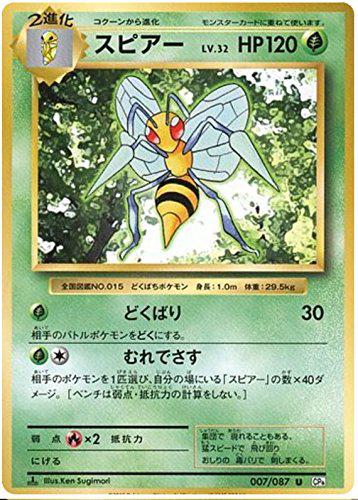 2進化
コクーンから進化
モンスターカードに重ねて使います。
スピアー LV.32 HP120
全国図鑑NO.015 どくばちポケモン 身長:1.0m 体重:29.5kg
どくばり 30
相手のバトルポケモンをどくにする。
むれでさす
相手のポケモンを1匹選び、自分の場にいる「スピアー」の数×40ダ
メージ。[ベンチは弱点・抵抗力の計算をしない。]
弱点 ×2 抵抗力
にげる
集団で 現れることもある。
猛スピードで 飛び回り
おしりの 毒バリで 刺しまくる。
Illus.Ken Sugimori
007/087 U CP6